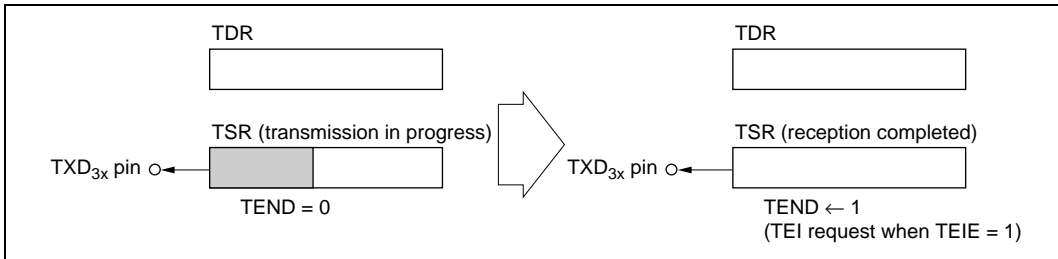 TDR
TSR (transmission in progress)
TXD3x pin
TEND = 0
TDR
TSR (reception completed)
TXD3x pin
TEND ← 1
(TEI request when TEIE = 1)